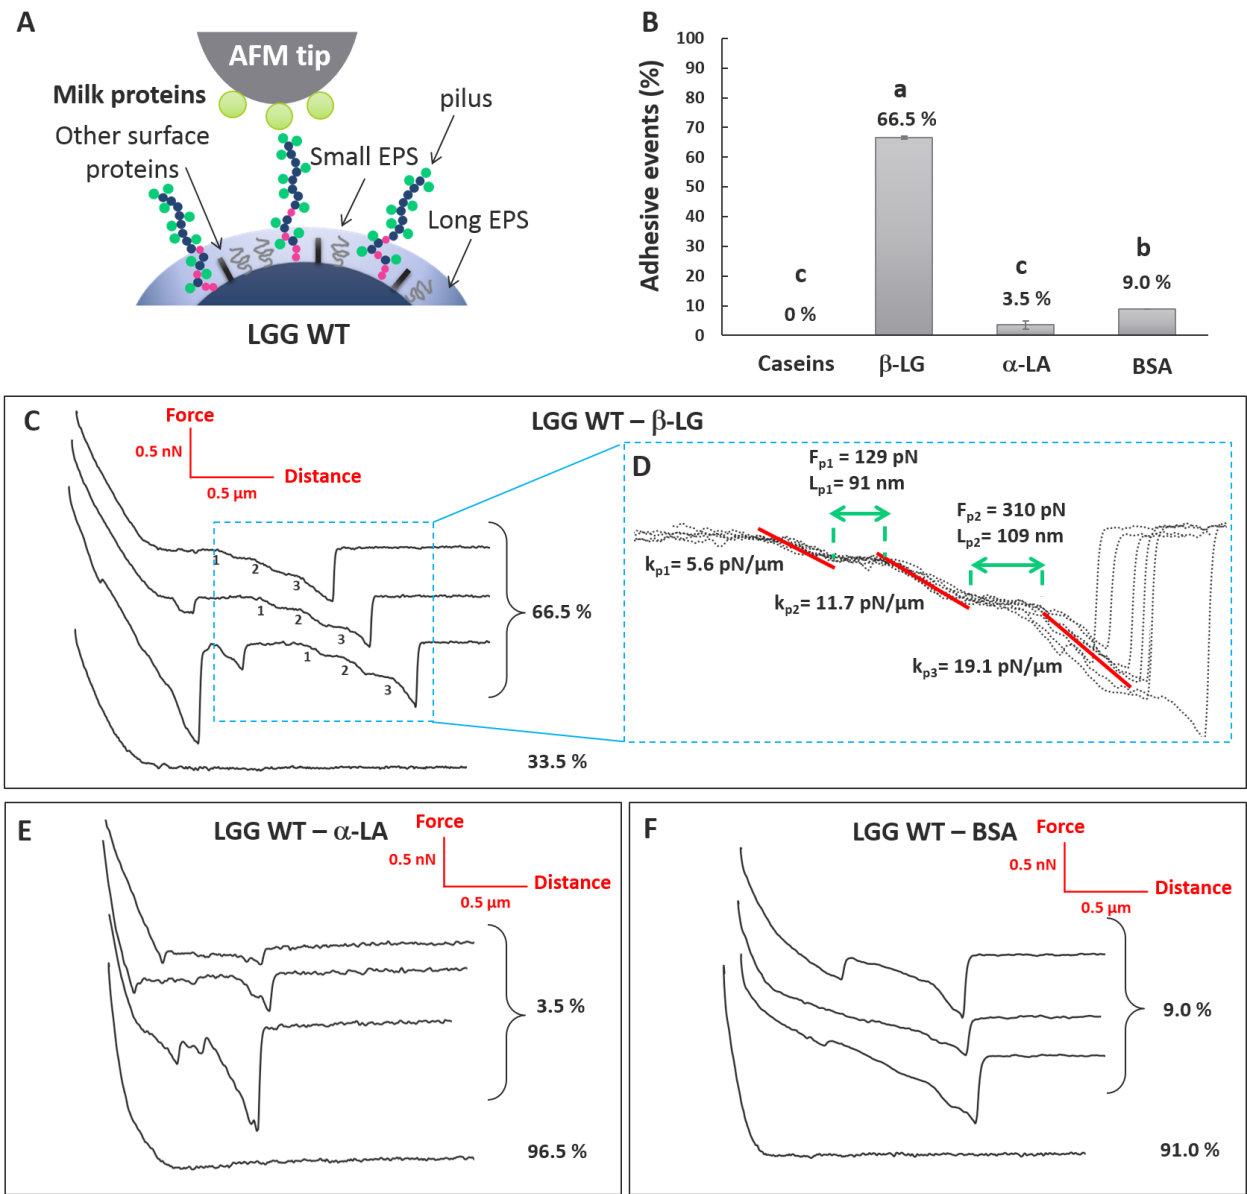 A
AFM tip
Milk proteins
Other surface
proteins
Small EPS
pilus
Long EPS
LGG WT
B
Adhesive events (%)
100
90
80
70
60
50
40
30
20
10
0
c
0 %
a
66.5 %
c
3.5 %
b
9.0 %
Caseins
β-LG
α-LA
BSA
C
LGG WT – β-LG
Force
0.5 nN
Distance
0.5 µm
1
2
3
1
2
3
1
2
3
66.5 %
33.5 %
D
Fp1 = 129 pN
Lp1= 91 nm
Fp2 = 310 pN
Lp2= 109 nm
kp1= 5.6 pN/µm
kp2= 11.7 pN/µm
kp3= 19.1 pN/µm
E
LGG WT – α-LA
Force
0.5 nN
Distance
0.5 µm
3.5 %
96.5 %
F
LGG WT – BSA
Force
0.5 nN
Distance
0.5 µm
9.0 %
91.0 %